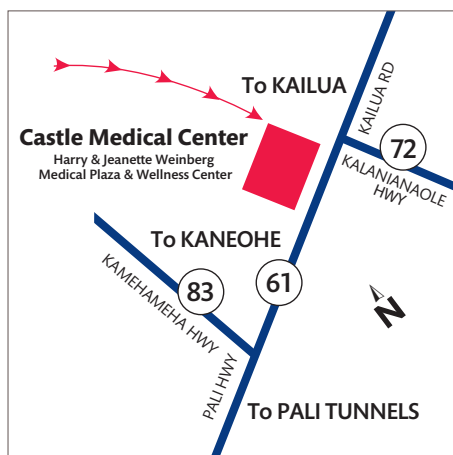 To KAILUA
KAILUA RD
Castle Medical Center
Harry & Jeanette Weinberg
Medical Plaza & Wellness Center
72
KALANIANAOLE
HWY
To KANEOHE
KAMEHAMEHA HWY
83
61
N
PALI HWY
To PALI TUNNELS